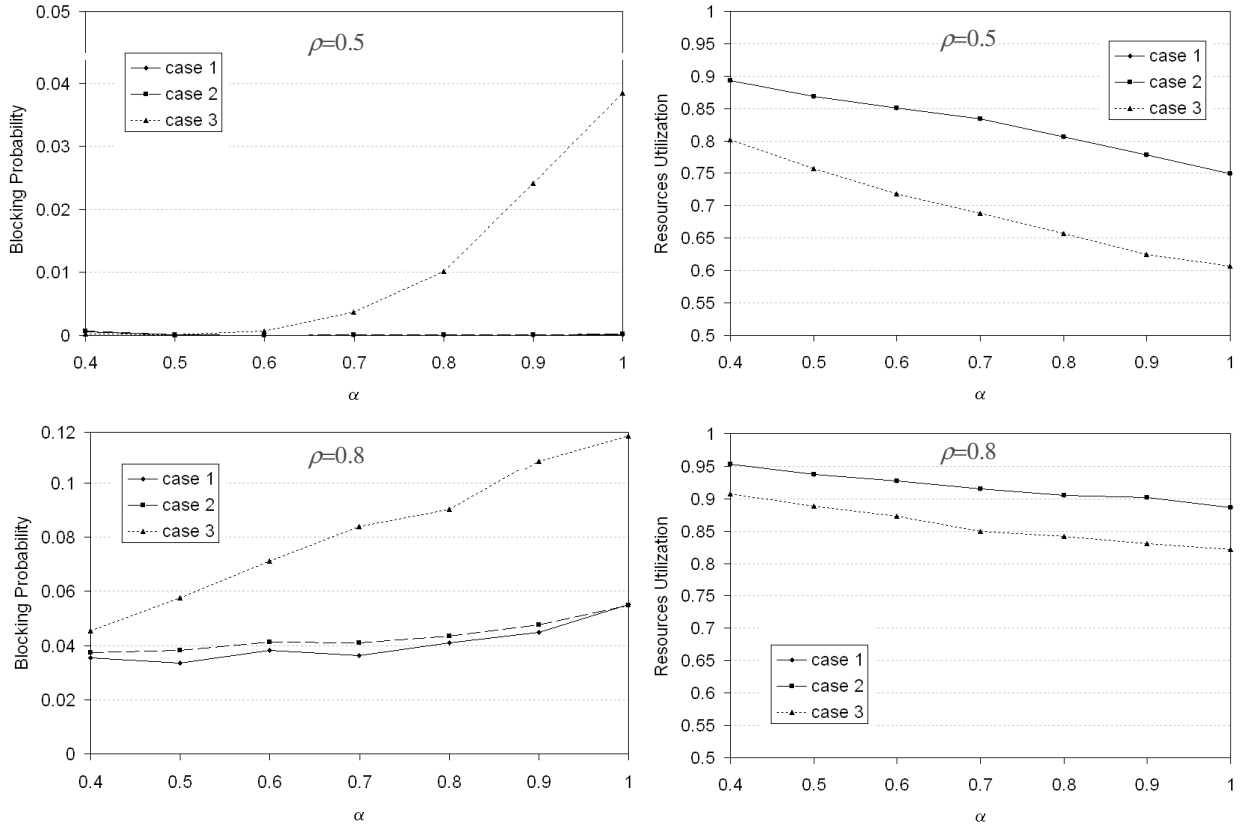 ρ=0.5
Blocking Probability
0.05
0.04
0.03
0.02
0.01
0
case 1
case 2
case 3
0.4 0.5 0.6 0.7 0.8 0.9 1
α
ρ=0.5
Resources Utilization
1
0.95
0.9
0.85
0.8
0.75
0.7
0.65
0.6
0.55
0.5
case 1
case 2
case 3
0.4 0.5 0.6 0.7 0.8 0.9 1
α
ρ=0.8
Blocking Probability
0.12
0.1
0.08
0.06
0.04
0.02
0
case 1
case 2
case 3
0.4 0.5 0.6 0.7 0.8 0.9 1
α
ρ=0.8
Resources Utilization
1
0.95
0.9
0.85
0.8
0.75
0.7
0.65
0.6
0.55
0.5
case 1
case 2
case 3
0.4 0.5 0.6 0.7 0.8 0.9 1
α